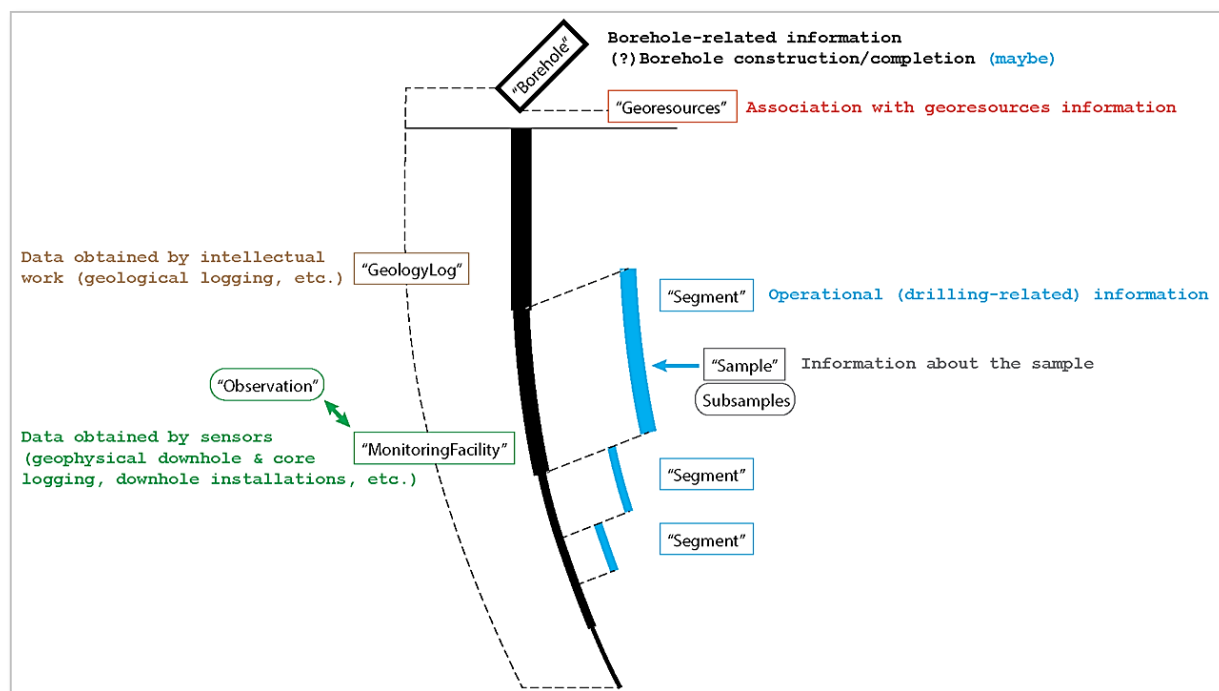 Borehole-related information
(?)Borehole construction/completion (maybe)
“Borehole”
“Georesources” Association with georesources information
Data obtained by intellectual
work (geological logging, etc.)
“GeologyLog”
“Segment” Operational (drilling-related) information
“Sample” Information about the sample
Subsamples
“Observation”
Data obtained by sensors
(geophysical downhole & core
logging, downhole installations, etc.)
“MonitoringFacility”
“Segment”
“Segment”